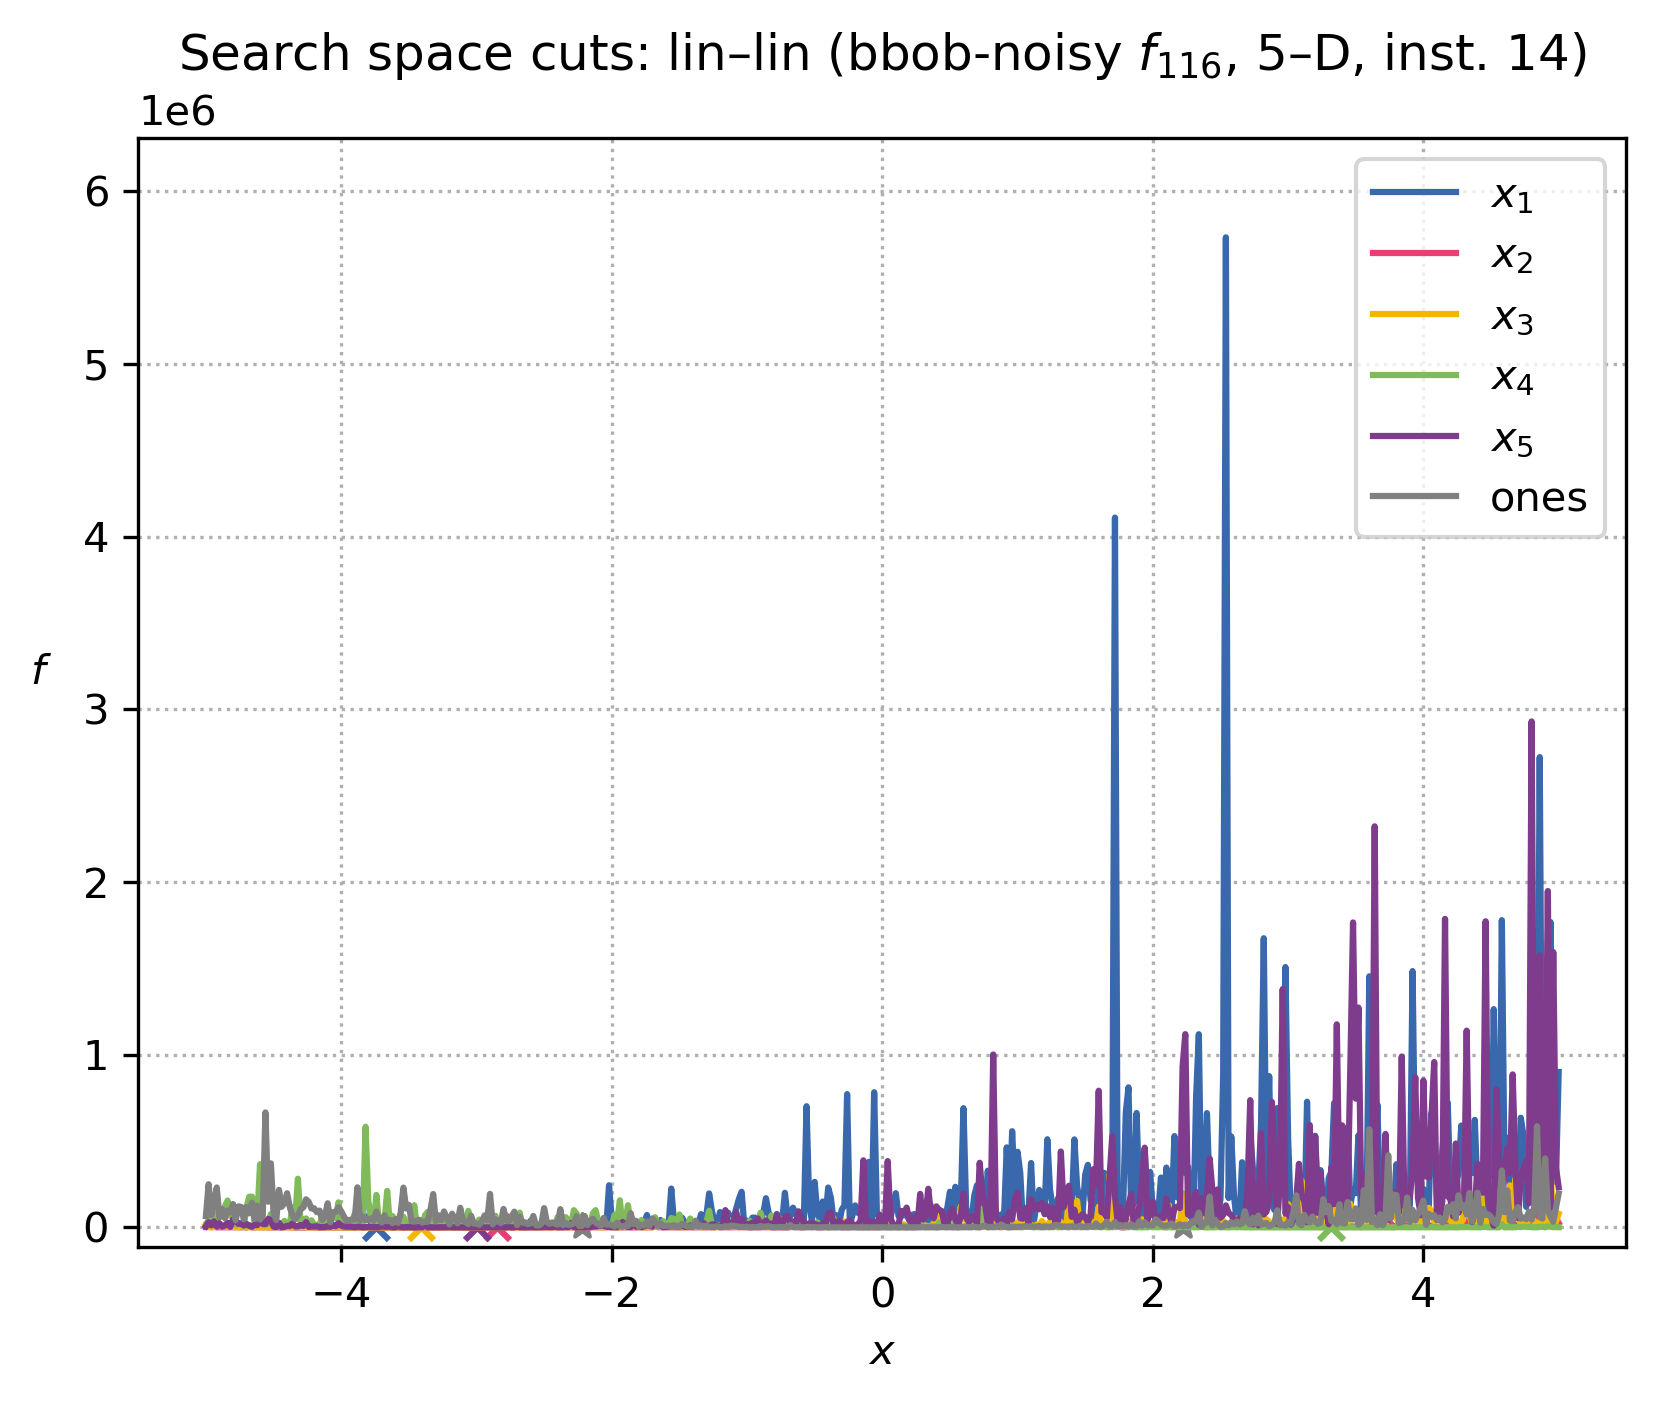 Search space cuts: lin–lin (bbob-noisy f₁₁₆, 5–D, inst. 14)
1e6
6
5
4
3
2
1
0
f
−4
−2
0
2
4
x
x₁
x₂
x₃
x₄
x₅
ones